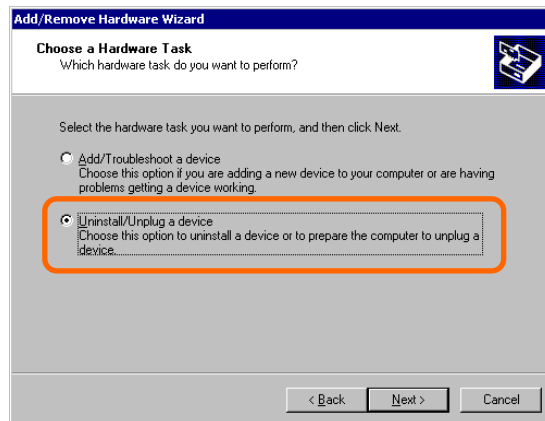 Add/Remove Hardware Wizard
Choose a Hardware Task
Which hardware task do you want to perform?
Select the hardware task you want to perform, and then click Next.
Add/Troubleshoot a device
Choose this option if you are adding a new device to your computer or are having
problems getting a device working.
Uninstall/Unplug a device
Choose this option to uninstall a device or to prepare the computer to unplug a
device.
< Back
Next >
Cancel